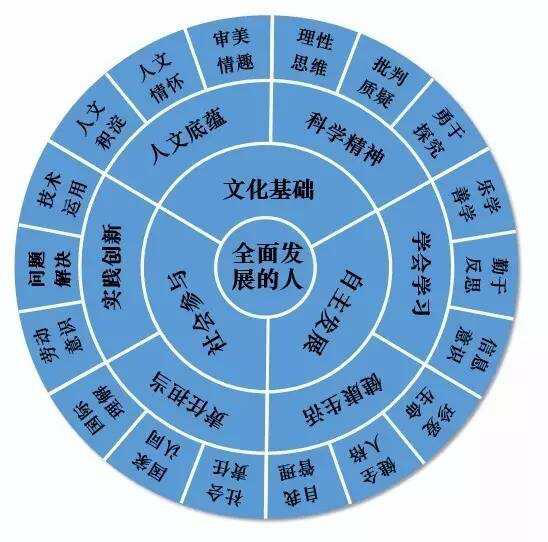 全面发
展的人
文化基础
自主发展
社会参与
人文底蕴
科学精神
学会学习
健康生活
责任担当
实践创新
人文
积淀
人文
情怀
审美
情趣
理性
思维
批判
质疑
勇于
探究
乐学
善学
勤于
反思
信息
意识
珍爱
生命
健全
人格
自我
管理
社会
责任
国家
认同
国际
理解
劳动
意识
问题
解决
技术
运用